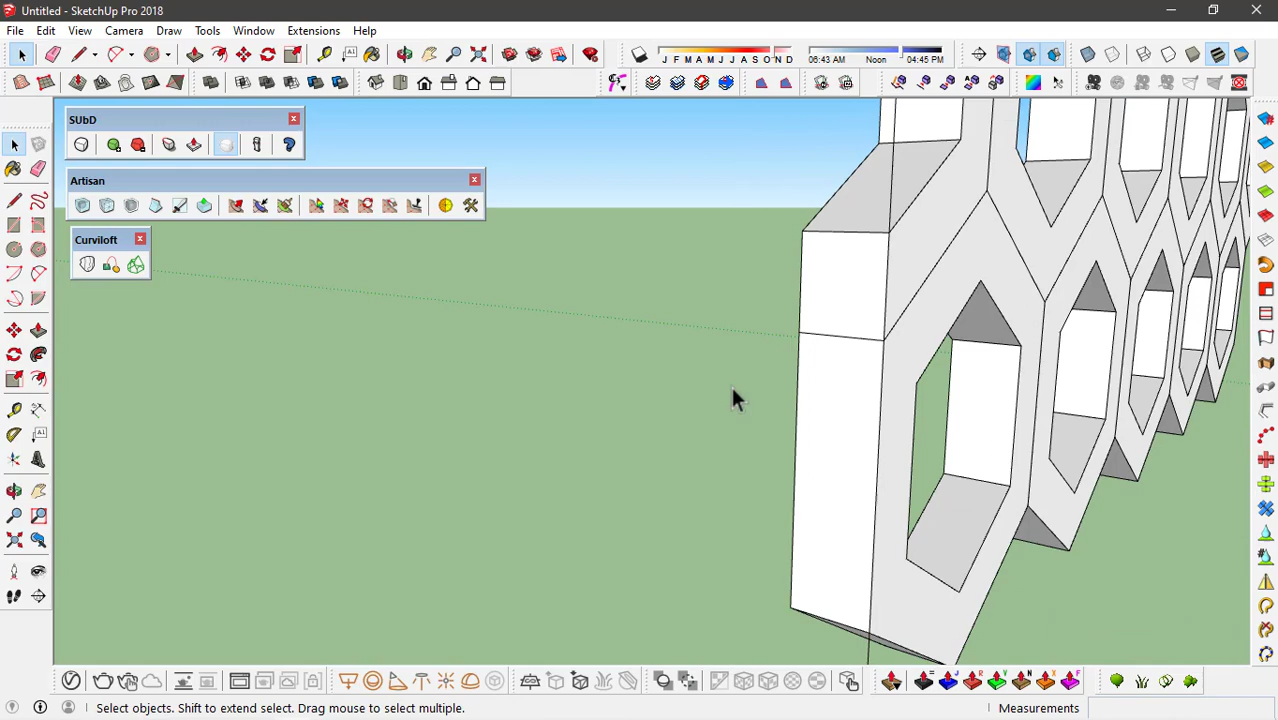 Untitled - SketchUp Pro 2018
File Edit View Camera Draw Tools Window Extensions Help
J F M A M J J A S O N D 06:43 AM Noon 04:45 PM
SUbD
Artisan
Curviloft
Select objects. Shift to extend select. Drag mouse to select multiple. Measurements